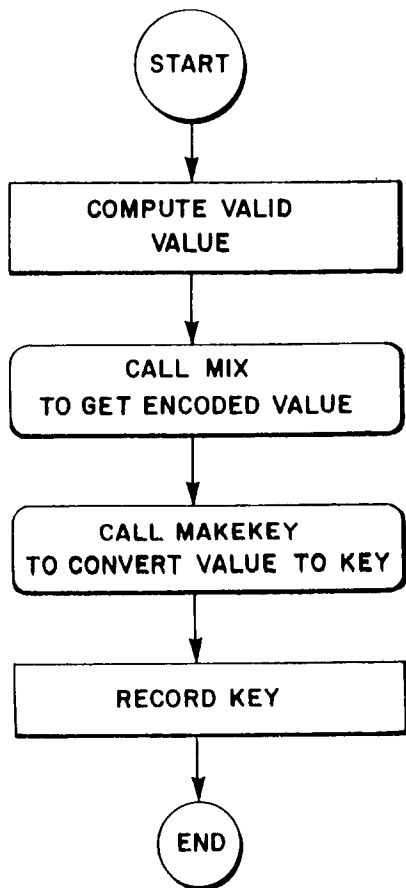 START
COMPUTE VALID
VALUE
CALL MIX
TO GET ENCODED VALUE
CALL MAKEKEY
TO CONVERT VALUE TO KEY
RECORD KEY
END